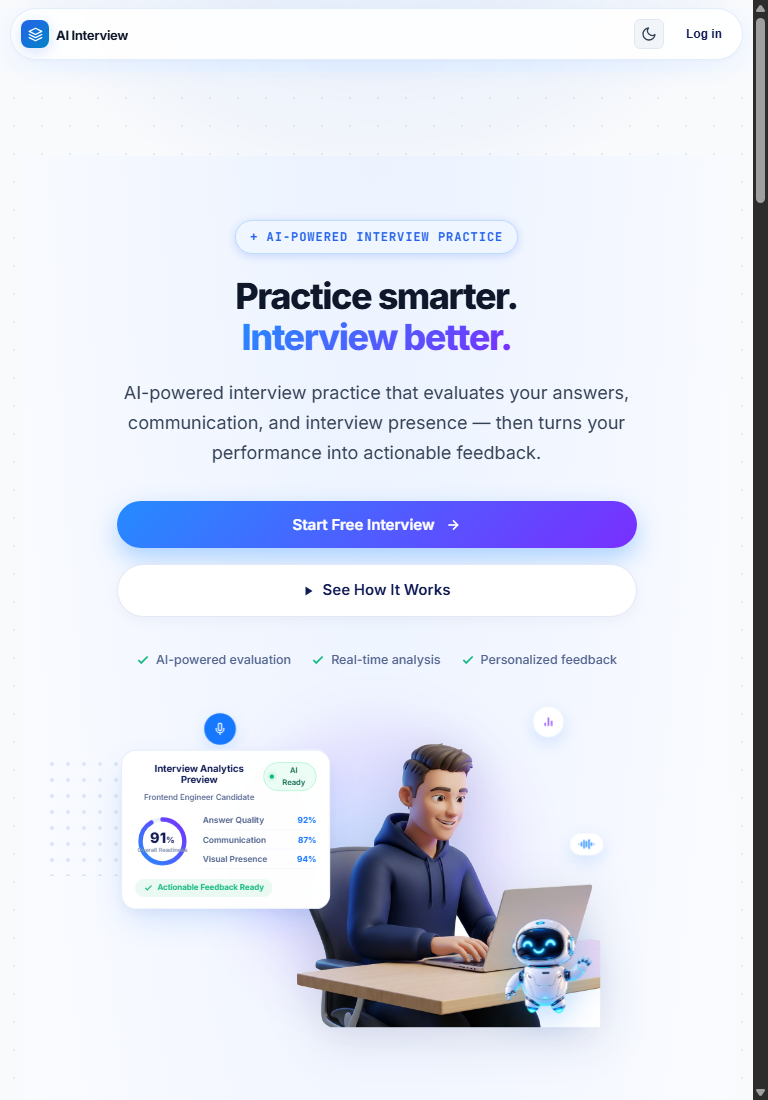 AI Interview
Log in
+ AI-POWERED INTERVIEW PRACTICE
Practice smarter.
Interview better.
AI-powered interview practice that evaluates your answers,
communication, and interview presence — then turns your
performance into actionable feedback.
Start Free Interview →
See How It Works
AI-powered evaluation
Real-time analysis
Personalized feedback
Interview Analytics
Preview
AI
Ready
Frontend Engineer Candidate
91%
Overall Readiness
Answer Quality 92%
Communication 87%
Visual Presence 94%
Actionable Feedback Ready